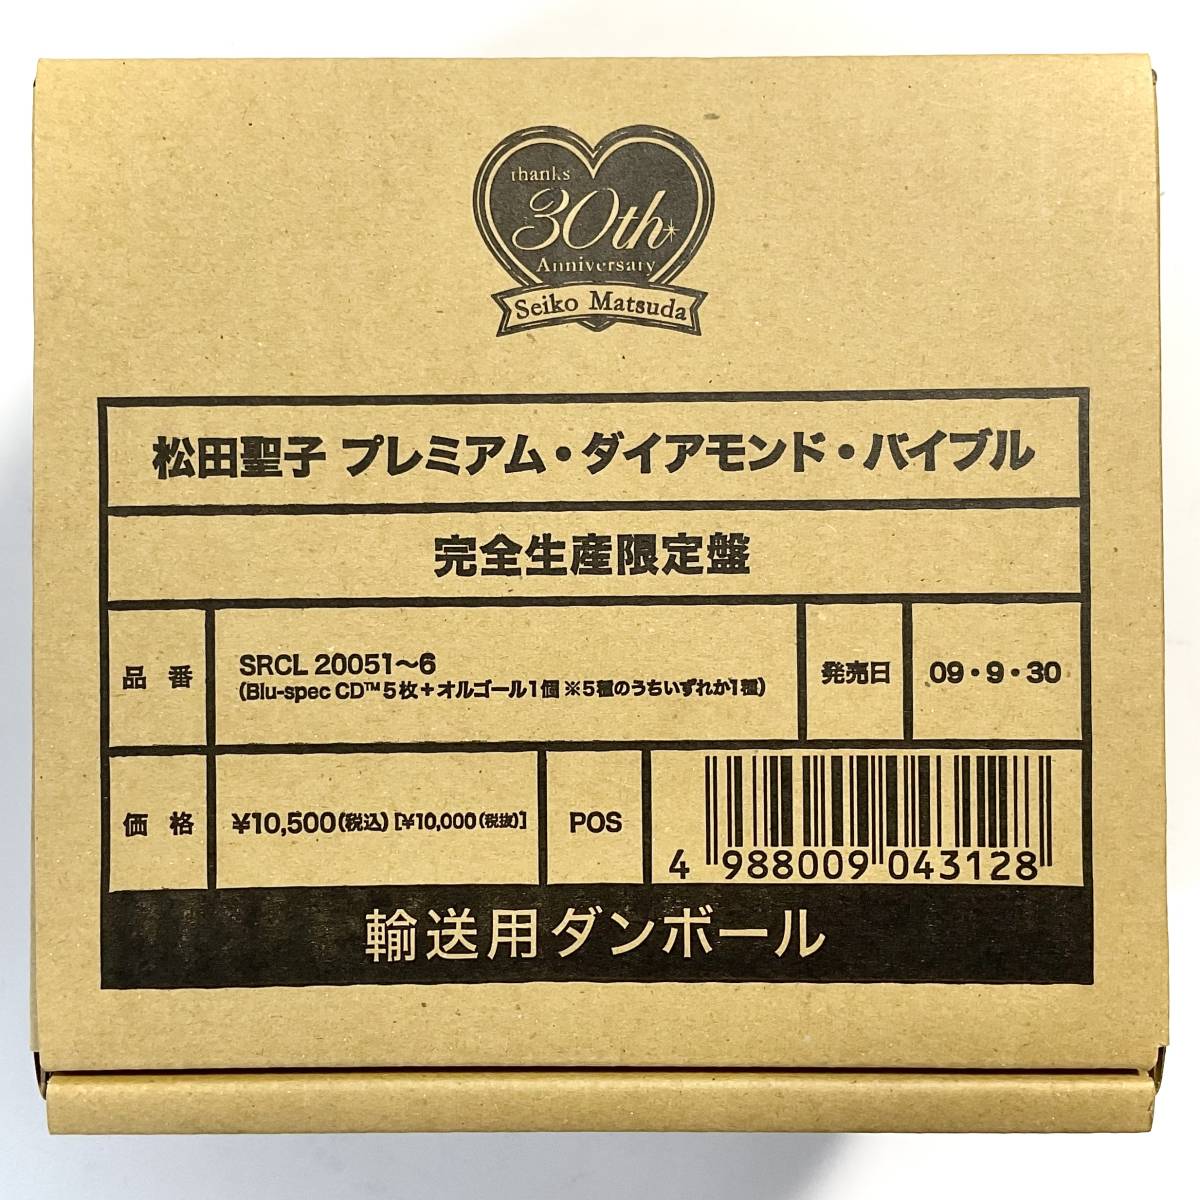 thanks
30th
Anniversary
Seiko Matsuda
松田聖子 プレミアム・ダイアモンド・バイブル
完全生産限定盤
品番
SRCL 20051〜6
(Blu-spec CD™5枚+オルゴール1個 ※5種のうちいずれか1種)
発売日
09・9・30
価格
¥10,500(税込) [¥10,000(税抜)]
POS
4 988009 043128
輸送用ダンボール